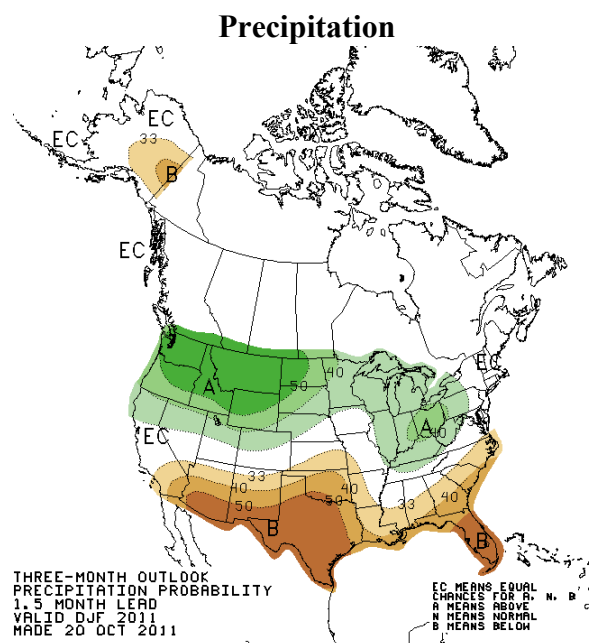 Precipitation
EC
EC
33
B
EC
EC
40
50
A
A
40
33
EC
33
40
50
50
40
33
40
B
B
THREE-MONTH OUTLOOK
PRECIPITATION PROBABILITY
1.5 MONTH LEAD
VALID DJF 2011
MADE 20 OCT 2011
EC MEANS EQUAL
CHANCES FOR A, N, B
A MEANS ABOVE
N MEANS NORMAL
B MEANS BELOW